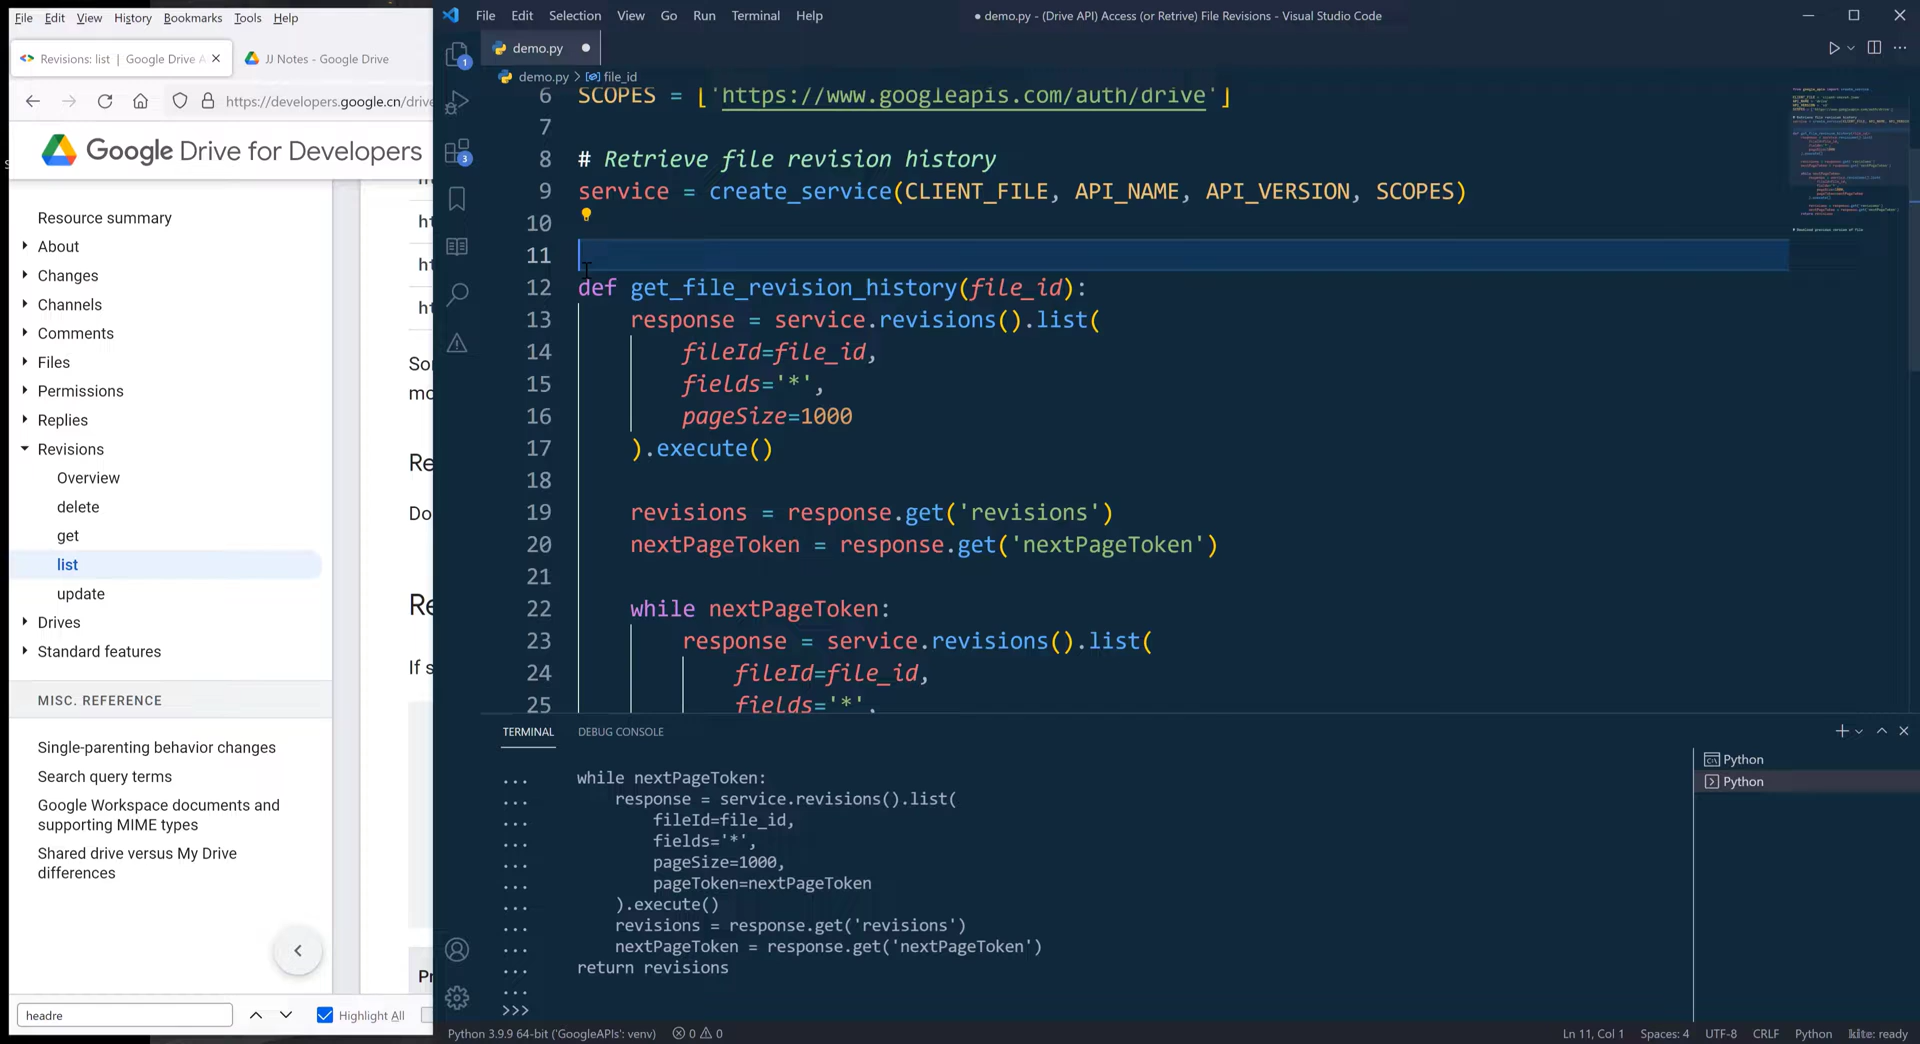 File Edit View History Bookmarks Tools Help
Revisions: list | Google Drive A
JJ Notes - Google Drive
https://developers.google.cn/drive
Google Drive for Developers
Resource summary
About
Changes
Channels
Comments
Files
Permissions
Replies
Revisions
Overview
delete
get
list
update
Drives
Standard features
MISC. REFERENCE
Single-parenting behavior changes
Search query terms
Google Workspace documents and
supporting MIME types
Shared drive versus My Drive
differences
ht
ht
mo
Re
Do
Re
If s
Pr
headre
Highlight All
File Edit Selection View Go Run Terminal Help
● demo.py - (Drive API) Access (or Retrive) File Revisions - Visual Studio Code
demo.py
demo.py > file_id
1
3
6 SCOPES = ['https://www.googleapis.com/auth/drive']
7
8 # Retrieve file revision history
9 service = create_service(CLIENT_FILE, API_NAME, API_VERSION, SCOPES)
10
11
12 def get_file_revision_history(file_id):
13 response = service.revisions().list(
14 fileId=file_id,
15 fields='*',
16 pageSize=1000
17 ).execute()
18
19 revisions = response.get('revisions')
20 nextPageToken = response.get('nextPageToken')
21
22 while nextPageToken:
23 response = service.revisions().list(
24 fileId=file_id,
25 fields='*',
TERMINAL DEBUG CONSOLE
... while nextPageToken:
... response = service.revisions().list(
... fileId=file_id,
... fields='*',
... pageSize=1000,
... pageToken=nextPageToken
... ).execute()
... revisions = response.get('revisions')
... nextPageToken = response.get('nextPageToken')
... return revisions
...
>>>
Python
Python
Python 3.9.9 64-bit ('GoogleAPIs': venv) 0 0
Ln 11, Col 1 Spaces: 4 UTF-8 CRLF Python kite: ready